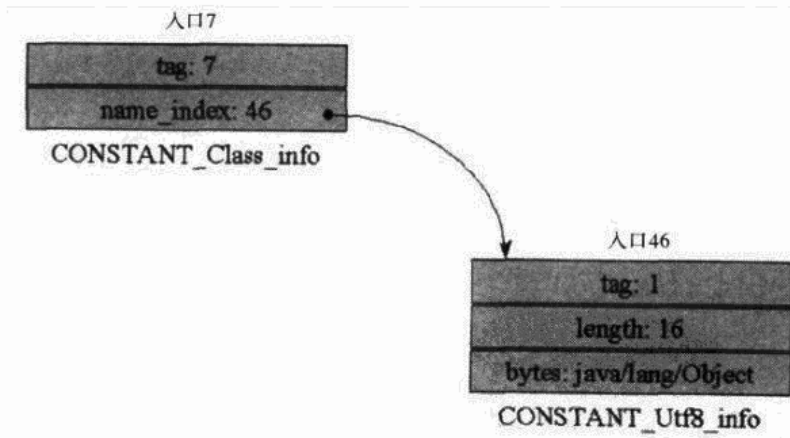 入口7
tag: 7
name_index: 46
CONSTANT_Class_info
入口46
tag: 1
length: 16
bytes: java/lang/Object
CONSTANT_Utf8_info